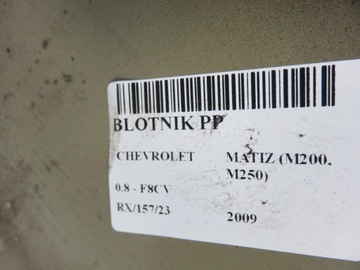 BLOTNIK PP
CHEVROLET MATIZ (M200,
M250)
0.8 - F8CV
RX/157/23 2009